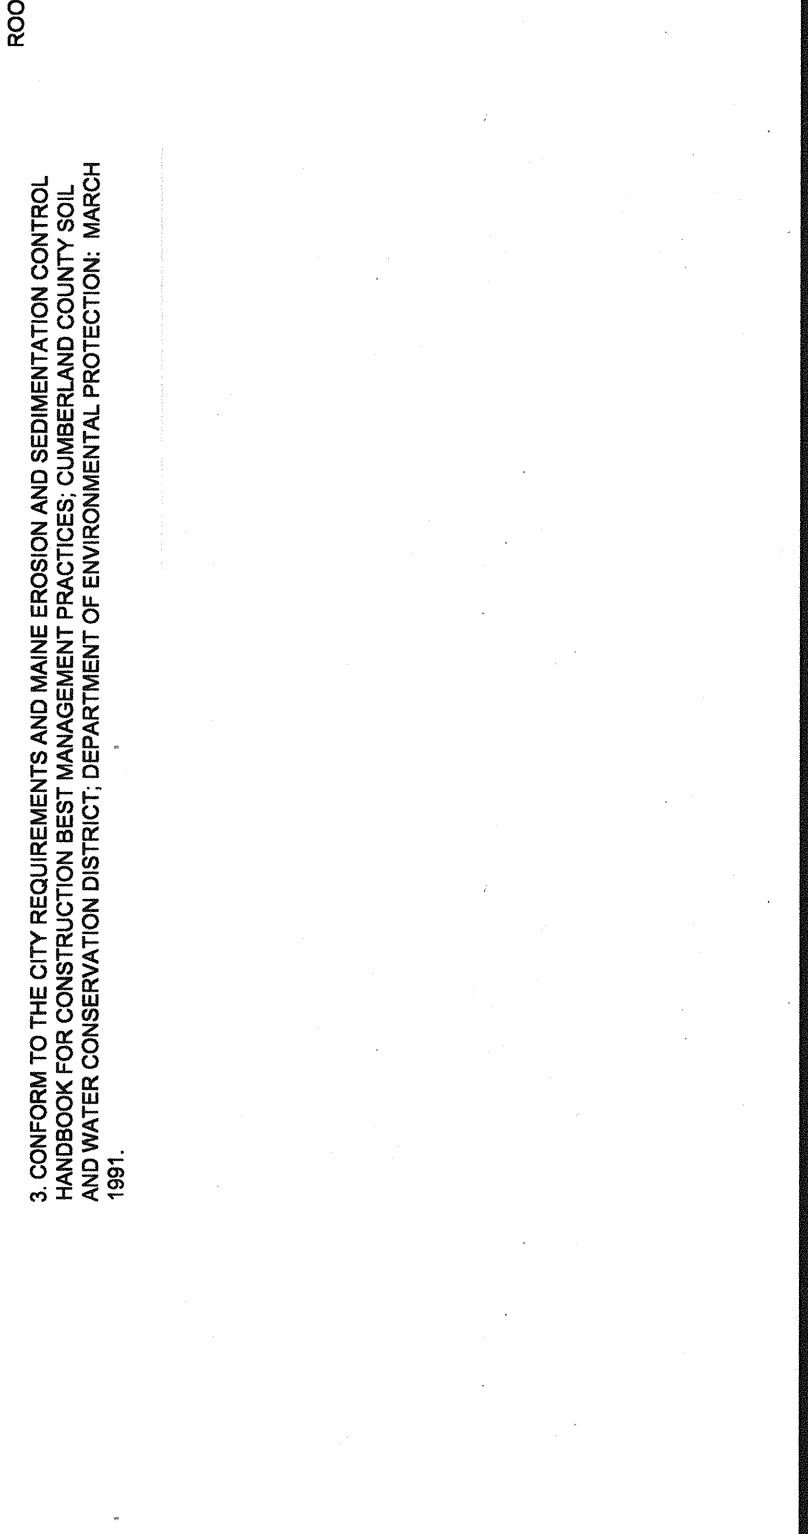 3. CONFORM TO THE CITY REQUIREMENTS AND MAINE EROSION AND SEDIMENTATION CONTROL
HANDBOOK FOR CONSTRUCTION BEST MANAGEMENT PRACTICES; CUMBERLAND COUNTY SOIL
AND WATER CONSERVATION DISTRICT; DEPARTMENT OF ENVIRONMENTAL PROTECTION: MARCH
1991.
ROO